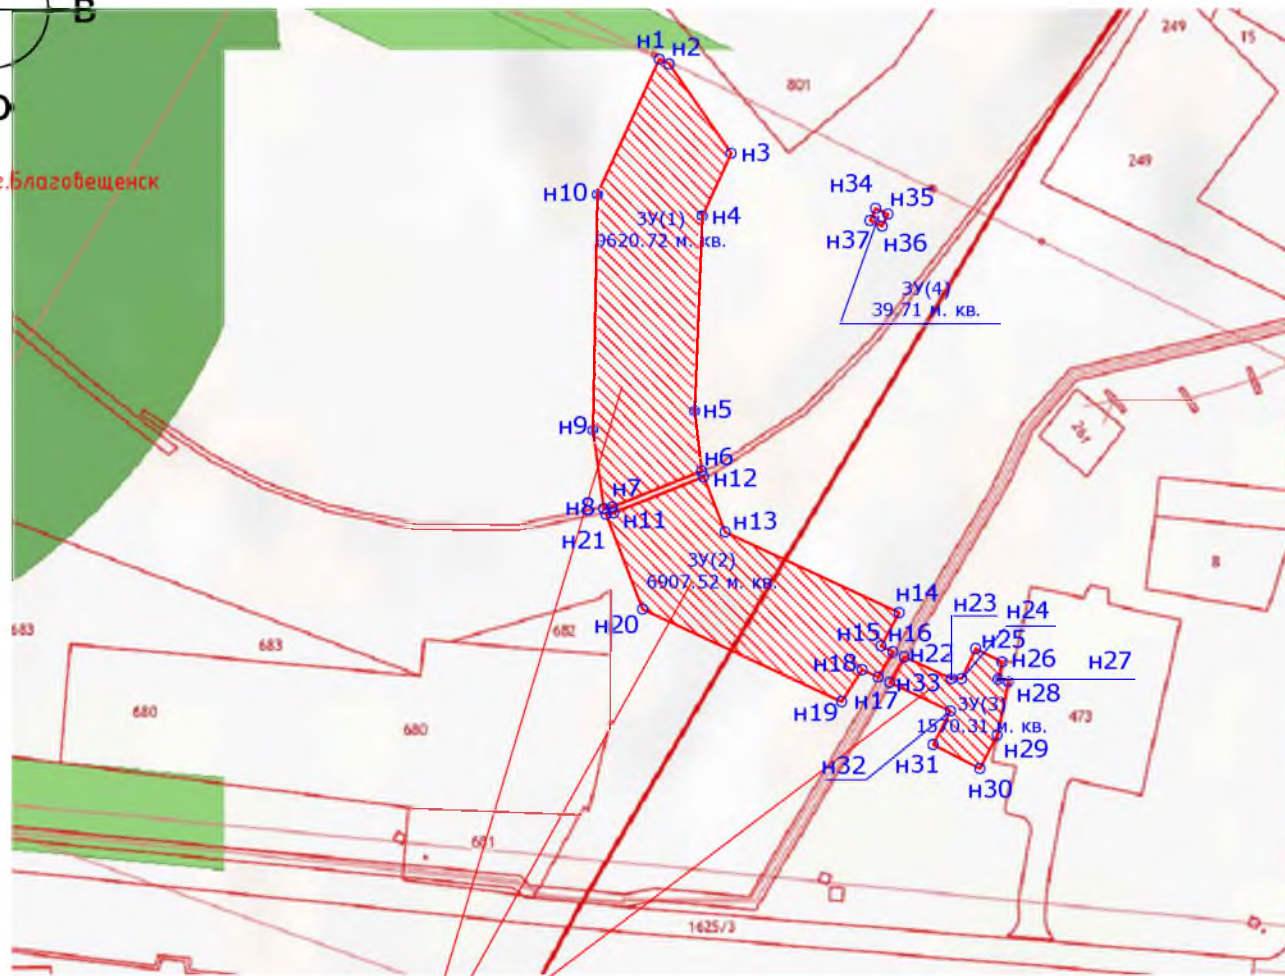 В
249
15
н1
н2
801
н3
249
г.Благовещенск
н10
н34
н35
ЗУ(1)
н4
н37
н36
9620.72 м. кв.
ЗУ(4)
39.71 м. кв.
н5
н9
261
н6
н12
н7
н8
н11
н13
н21
ЗУ(2)
8
6907.52 м. кв.
н14
н23
н24
н20
683
683
682
н15
н16
н25
н22
н26
н27
н18
н28
н33
н17
680
н19
ЗУ(3)
473
680
1570.31 м. кв.
н29
н32
н31
н30
681
1625/3